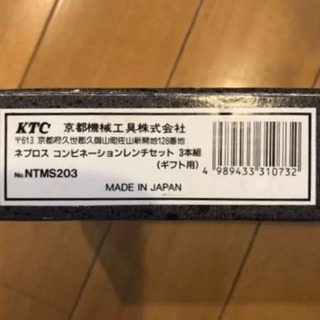 KTC 京都機械工具株式会社
〒613 京都府久世郡久御山町佐山新開地128番地
ネプロス コンビネーションレンチセット 3本組
(ギフト用)
No.NTMS203
4 989433 310732
MADE IN JAPAN